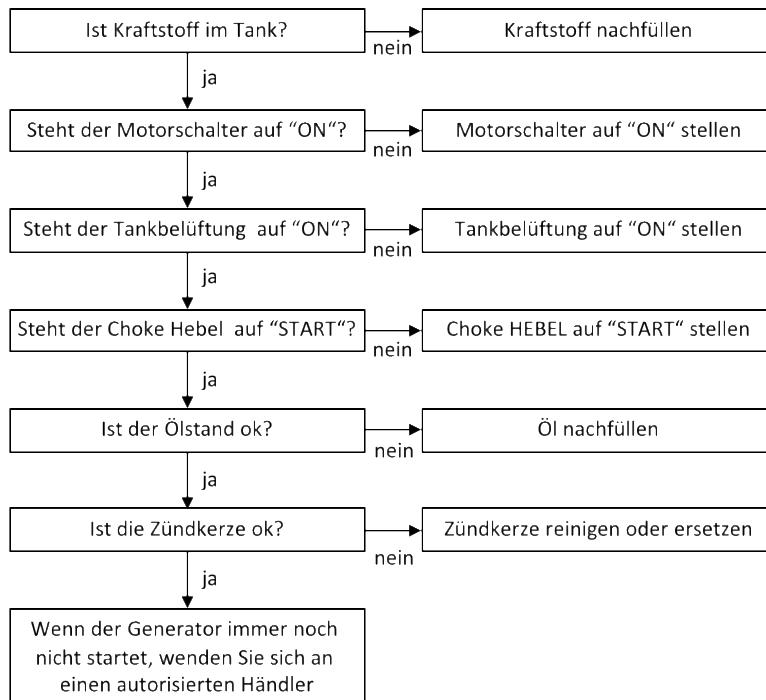 Ist Kraftstoff im Tank?
nein
Kraftstoff nachfüllen
ja
Steht der Motorschalter auf “ON“?
nein
Motorschalter auf “ON“ stellen
ja
Steht der Tankbelüftung auf “ON“?
nein
Tankbelüftung auf “ON“ stellen
ja
Steht der Choke Hebel auf “START“?
nein
Choke HEBEL auf “START“ stellen
ja
Ist der Ölstand ok?
nein
Öl nachfüllen
ja
Ist die Zündkerze ok?
nein
Zündkerze reinigen oder ersetzen
ja
Wenn der Generator immer noch
nicht startet, wenden Sie sich an
einen autorisierten Händler